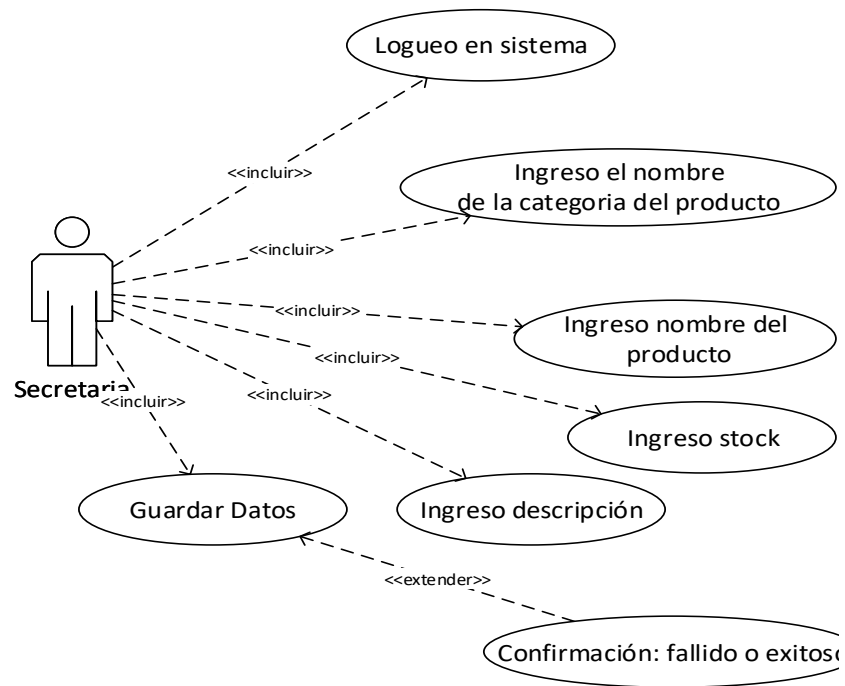 Logueo en sistema
<<incluir>>
Ingreso el nombre
de la categoria del producto
<<incluir>>
<<incluir>>
Ingreso nombre del
producto
<<incluir>>
Secretaria
<<incluir>>
<<incluir>>
Ingreso stock
Guardar Datos
Ingreso descripción
<<extender>>
Confirmación: fallido o exitoso